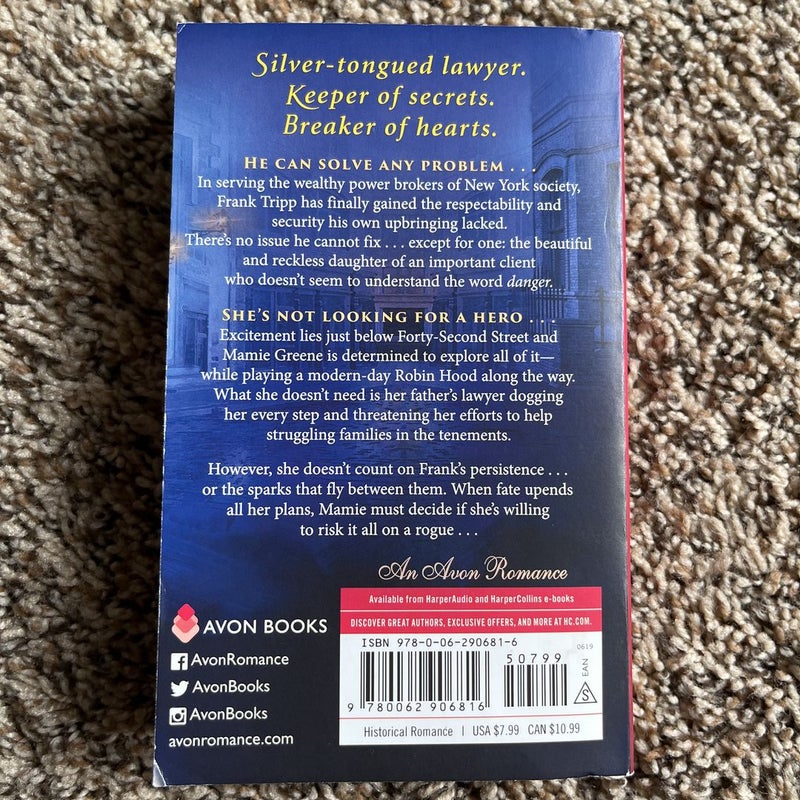 Silver-tongued lawyer.
Keeper of secrets.
Breaker of hearts.
HE CAN SOLVE ANY PROBLEM . . .
In serving the wealthy power brokers of New York society,
Frank Tripp has finally gained the respectability and
security his own upbringing lacked.
There's no issue he cannot fix . . . except for one: the beautiful
and reckless daughter of an important client
who doesn't seem to understand the word danger.
SHE'S NOT LOOKING FOR A HERO . . .
Excitement lies just below Forty-Second Street and
Mamie Greene is determined to explore all of it—
while playing a modern-day Robin Hood along the way.
What she doesn't need is her father's lawyer dogging
her every step and threatening her efforts to help
struggling families in the tenements.
However, she doesn't count on Frank's persistence . . .
or the sparks that fly between them. When fate upends
all her plans, Mamie must decide if she's willing
to risk it all on a rogue . . .
An Avon Romance
Available from HarperAudio and HarperCollins e-books
DISCOVER GREAT AUTHORS, EXCLUSIVE OFFERS, AND MORE AT HC.COM.
AVON BOOKS
AvonRomance
AvonBooks
AvonBooks
avonromance.com
ISBN 978-0-06-290681-6
50799
0619
EAN
S
9 780062 906816
Historical Romance | USA $7.99 CAN $10.99